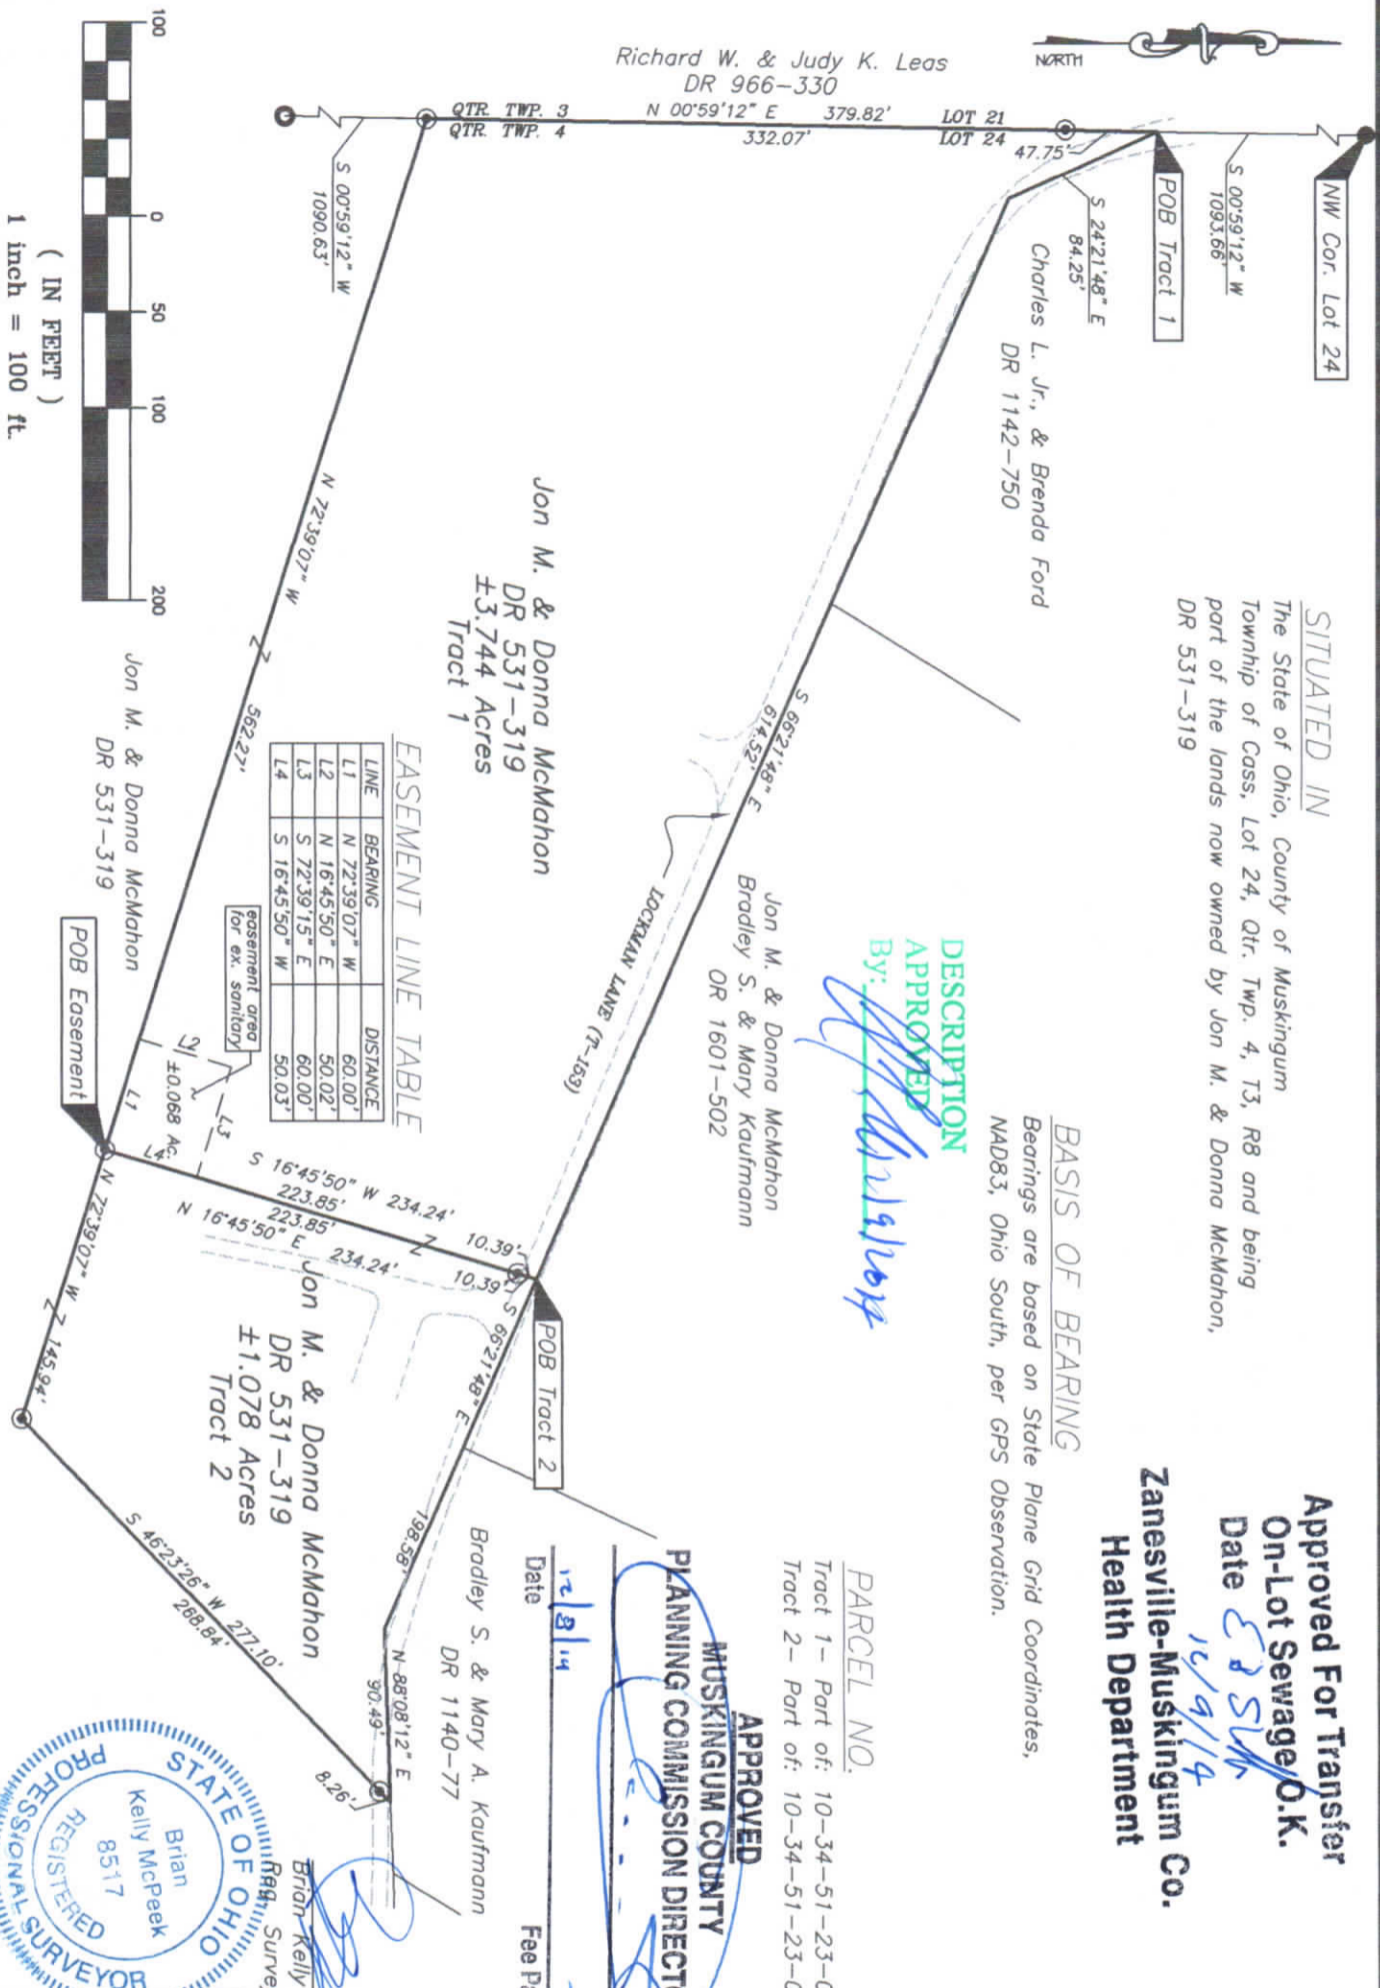 NORTH
NW Cor. Lot 24
S 00°59'12" W
1093.66'
POB Tract 1
Richard W. & Judy K. Leas
DR 966-330
N 00°59'12" E 379.82'
QTR. TWP. 3
LOT 21
QTR. TWP. 4
LOT 24
332.07'
47.75'
S 24°21'48" E
84.25'
Charles L. Jr., & Brenda Ford
DR 1142-750
S 00°59'12" W
1090.63'
SITUATED IN
The State of Ohio, County of Muskingum
Townhip of Cass, Lot 24, Qtr. Twp. 4, T3, R8 and being
part of the lands now owned by Jon M. & Donna McMahon,
DR 531-319
BASIS OF BEARING
Bearings are based on State Plane Grid Coordinates,
NAD83, Ohio South, per GPS Observation.
Approved For Transfer
On-Lot Sewage O.K.
Date
12/9/14
Zanesville-Muskingum Co.
Health Department
DESCRIPTION
APPROVED
By:
S 66°21'48" E
614.52'
LOCKMAN LANE (T-153)
Jon M. & Donna McMahon
Bradley S. & Mary Kaufmann
OR 1601-502
Jon M. & Donna McMahon
DR 531-319
±3.744 Acres
Tract 1
N 72°39'07" W
562.27'
Jon M. & Donna McMahon
DR 531-319
EASEMENT LINE TABLE
LINE BEARING DISTANCE
L1 N 72°39'07" W 60.00'
L2 N 16°45'50" E 50.02'
L3 S 72°39'15" E 60.00'
L4 S 16°45'50" W 50.03'
easement area
for ex. sanitary
L2
L3
±0.068 AC.
L1
L4
POB Easement
S 16°45'50" W 234.24'
223.85'
223.85'
N 16°45'50" E 234.24'
10.39'
10.39'
POB Tract 2
S 66°21'48" E
198.58'
Jon M. & Donna McMahon
DR 531-319
±1.078 Acres
Tract 2
N 72°39'07" W 145.94'
S 46°23'26" W 277.10'
268.84'
8.26'
N 88°08'12" E
90.49'
Bradley S. & Mary A. Kaufmann
DR 1140-77
PARCEL NO.
Tract 1- Part of: 10-34-51-23-
Tract 2- Part of: 10-34-51-23-
APPROVED
MUSKINGUM COUNTY
PLANNING COMMISSION
12/8/14
Date
Fee
STATE OF OHIO
Brian
Kelly McPeek
8517
REGISTERED
PROFESSIONAL SURVEYOR
Brian Kelly
Reg. Surve
100 0 50 100 200
( IN FEET )
1 inch = 100 ft.